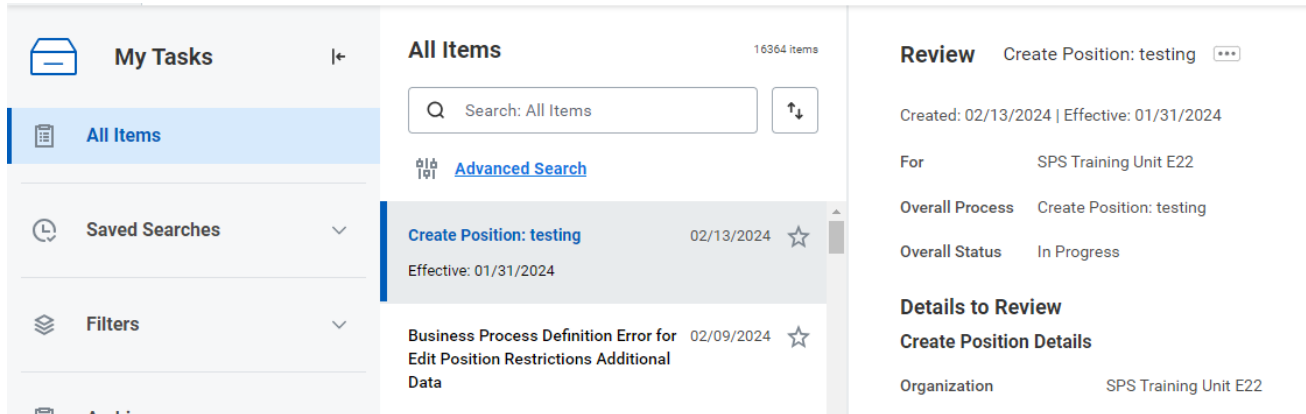 My Tasks
All Items
Saved Searches
Filters
All Items
16364 items
Search: All Items
Advanced Search
Create Position: testing
02/13/2024
Effective: 01/31/2024
Business Process Definition Error for
02/09/2024
Edit Position Restrictions Additional
Data
Review Create Position: testing
Created: 02/13/2024 | Effective: 01/31/2024
For SPS Training Unit E22
Overall Process Create Position: testing
Overall Status In Progress
Details to Review
Create Position Details
Organization SPS Training Unit E22